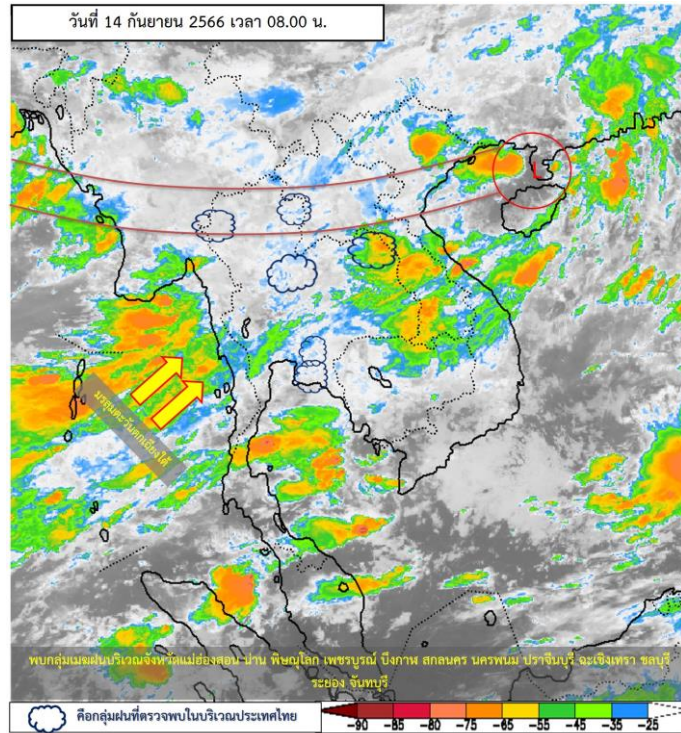 วันที่ 14 กันยายน 2566 เวลา 08.00 น.
L
มรสุมตะวันตกเฉียงใต้
พบกลุ่มเมฆฝนบริเวณจังหวัดแม่ฮ่องสอน น่าน พิษณุโลก เพชรบูรณ์ บึงกาฬ สกลนคร นครพนม ปราจีนบุรี ฉะเชิงเทรา ชลบุรี
ระยอง จันทบุรี
คือกลุ่มฝนที่ตรวจพบในบริเวณประเทศไทย
-90 -85 -80 -75 -65 -55 -45 -35 -25